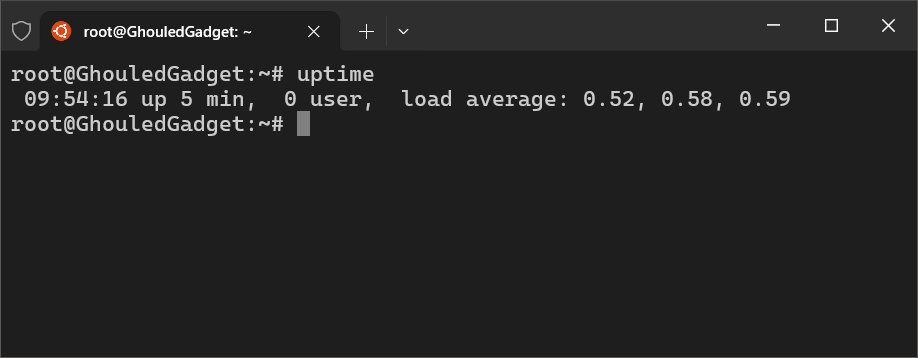 root@GhouledGadget: ~
root@GhouledGadget:~# uptime
 09:54:16 up 5 min,  0 user,  load average: 0.52, 0.58, 0.59
root@GhouledGadget:~#